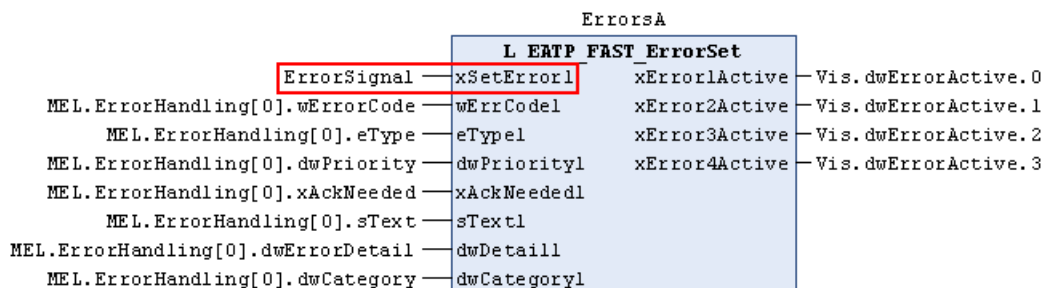 ErrorsA
L_EATP_FAST_ErrorSet
ErrorSignal xSetError1 xError1Active Vis.dwErrorActive.0
MEL.ErrorHandling[0].wErrorCode wErrCode1 xError2Active Vis.dwErrorActive.1
MEL.ErrorHandling[0].eType eType1 xError3Active Vis.dwErrorActive.2
MEL.ErrorHandling[0].dwPriority dwPriority1 xError4Active Vis.dwErrorActive.3
MEL.ErrorHandling[0].xAckNeeded xAckNeeded1
MEL.ErrorHandling[0].sText sText1
MEL.ErrorHandling[0].dwErrorDetail dwDetail1
MEL.ErrorHandling[0].dwCategory dwCategory1